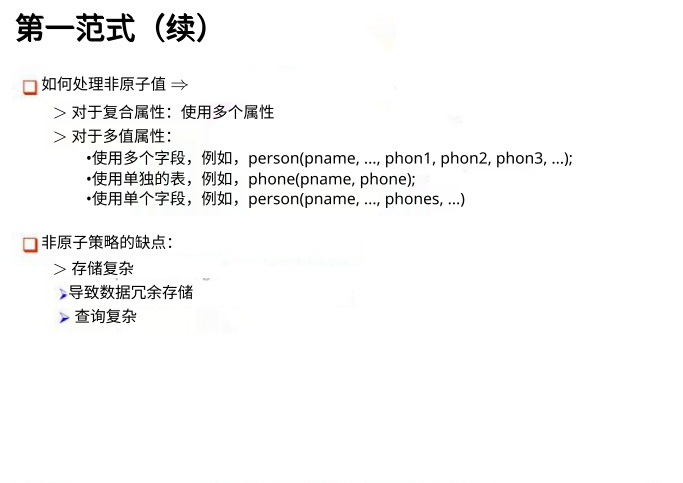 第一范式（续）
如何处理非原子值 ⇒
> 对于复合属性：使用多个属性
> 对于多值属性：
•使用多个字段，例如，person(pname, ..., phon1, phon2, phon3, ...);
•使用单独的表，例如，phone(pname, phone);
•使用单个字段，例如，person(pname, ..., phones, ...)
非原子策略的缺点：
> 存储复杂
➢导致数据冗余存储
➢ 查询复杂